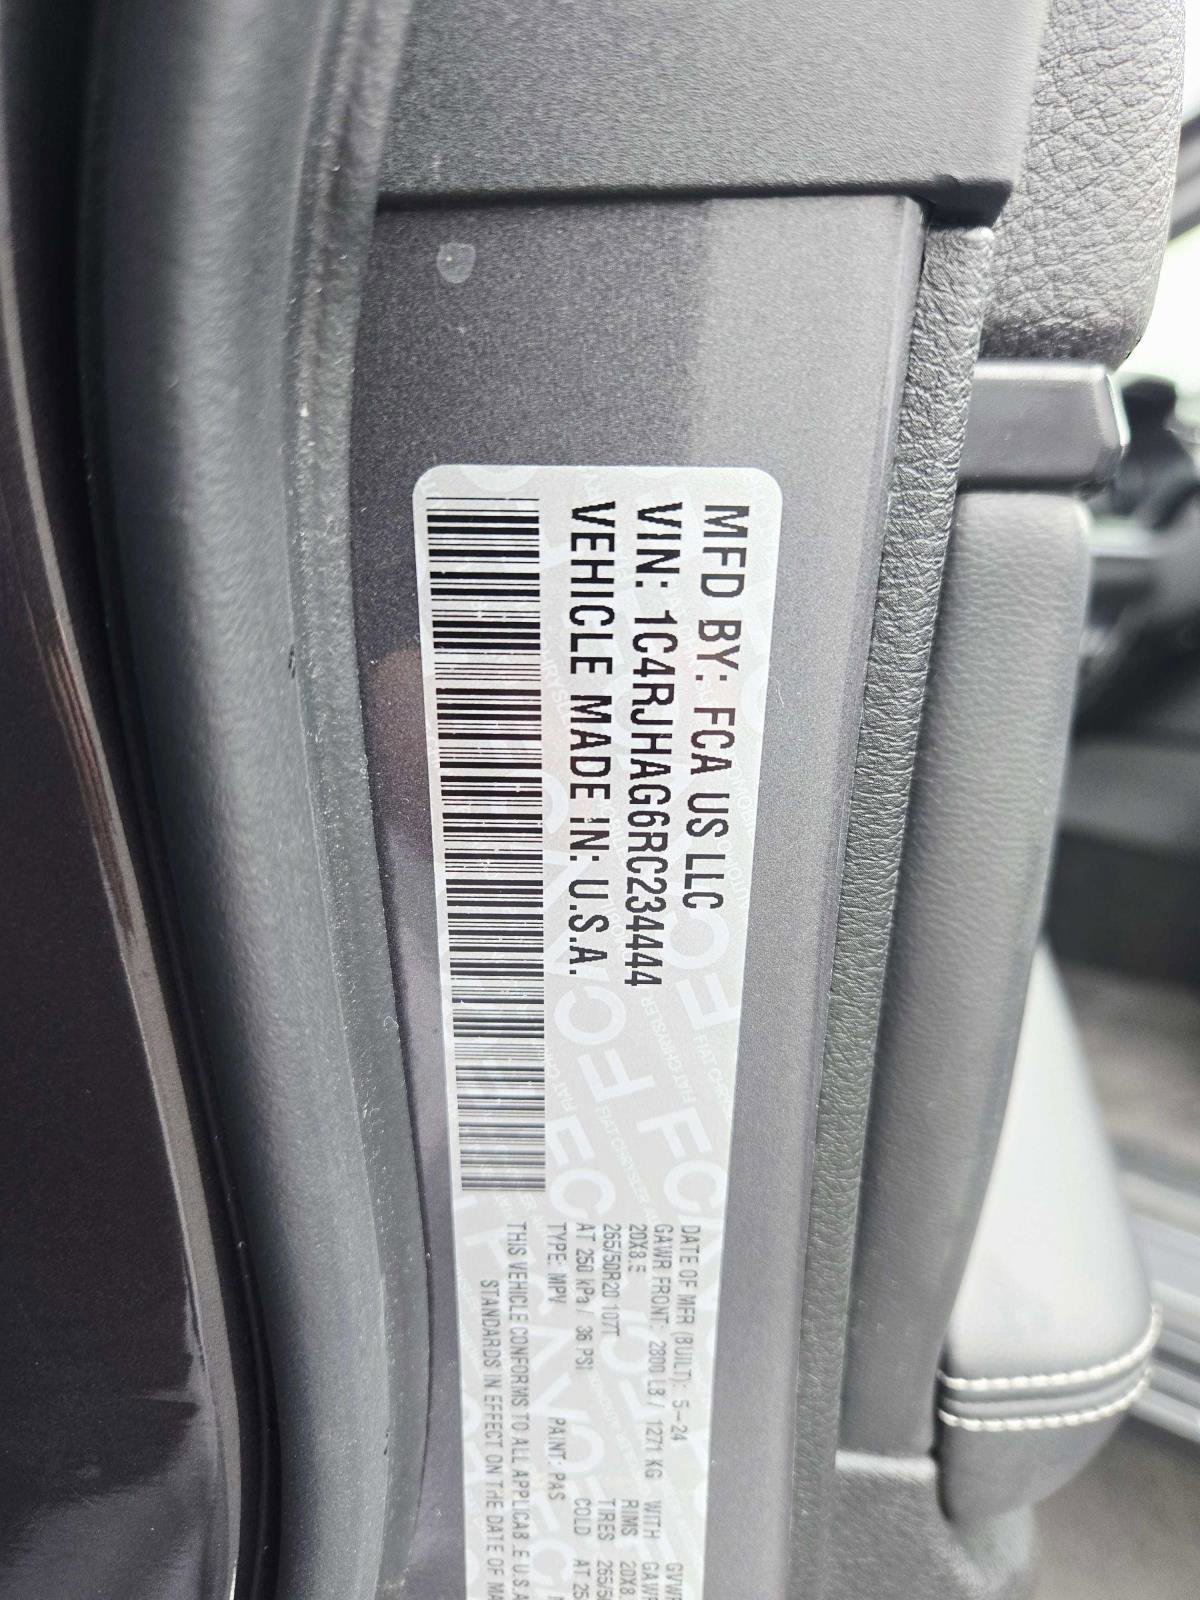 MFD BY: FCA US LLC
VIN: 1C4RJHAG6RC234444
VEHICLE MADE IN: U.S.A.
DATE OF MFR (BUILT): 5-24
GAWR FRONT: 2800 LB / 1271 KG WITH
20X8.5 RIMS 20X8.
265/50R20 107T TIRES
AT 250 kPa / 36 PSI COLD AT
TYPE: MPV PAINT: PAS
THIS VEHICLE CONFORMS TO ALL APPLICABLE U.S.A
STANDARDS IN EFFECT ON THE DATE OF